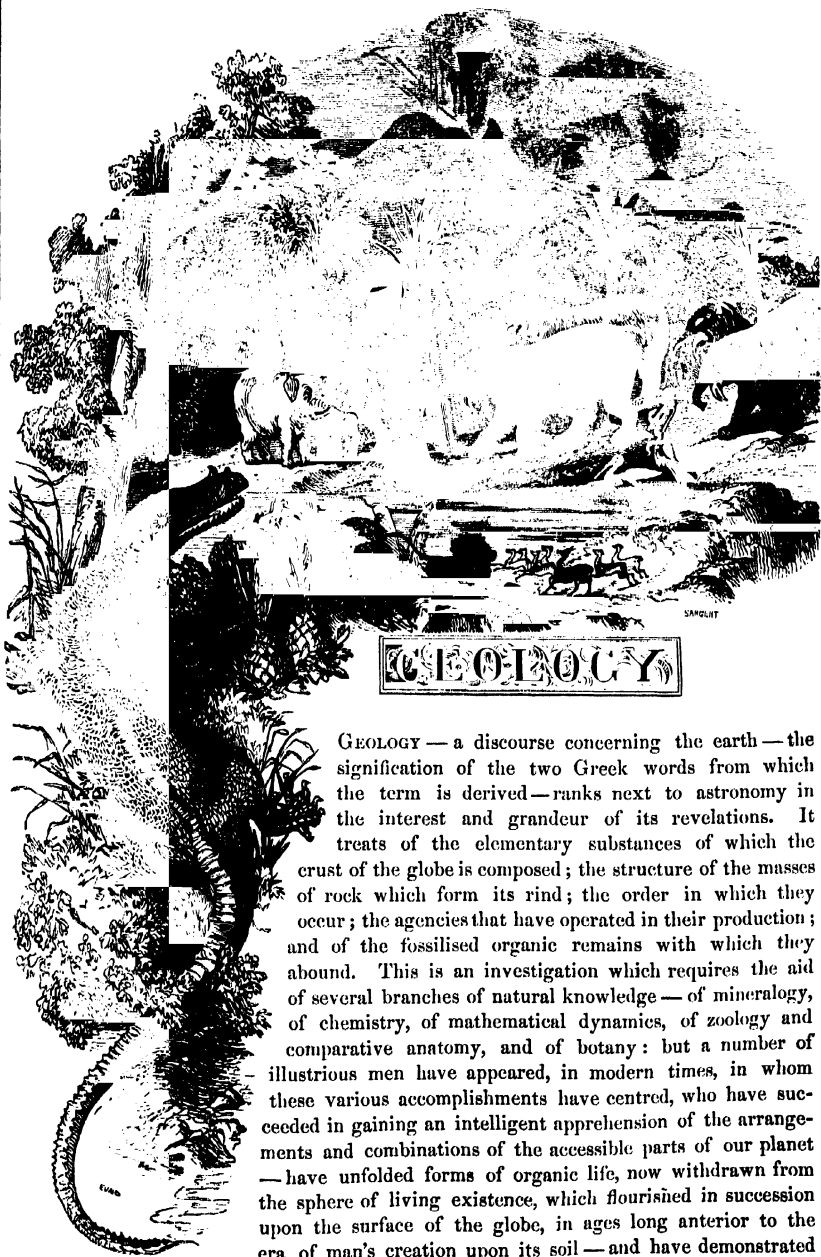 SARGENT
GEOLOGY
GEOLOGY — a discourse concerning the earth — the
signification of the two Greek words from which
the term is derived — ranks next to astronomy in
the interest and grandeur of its revelations. It
treats of the elementary substances of which the
crust of the globe is composed; the structure of the masses
of rock which form its rind; the order in which they
occur; the agencies that have operated in their production;
and of the fossilised organic remains with which they
abound. This is an investigation which requires the aid
of several branches of natural knowledge — of mineralogy,
of chemistry, of mathematical dynamics, of zoology and
comparative anatomy, and of botany: but a number of
illustrious men have appeared, in modern times, in whom
these various accomplishments have centred, who have suc-
ceeded in gaining an intelligent apprehension of the arrange-
ments and combinations of the accessible parts of our planet
— have unfolded forms of organic life, now withdrawn from
the sphere of living existence, which flourished in succession
upon the surface of the globe, in ages long anterior to the
era of man's creation upon its soil — and have demonstrated